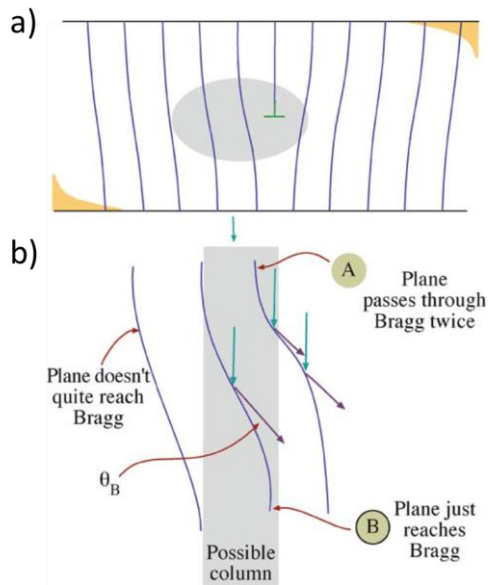 a)
b)
A
Plane
passes through
Bragg twice
Plane doesn't
quite reach
Bragg
θB
B
Plane just
reaches
Bragg
Possible
column